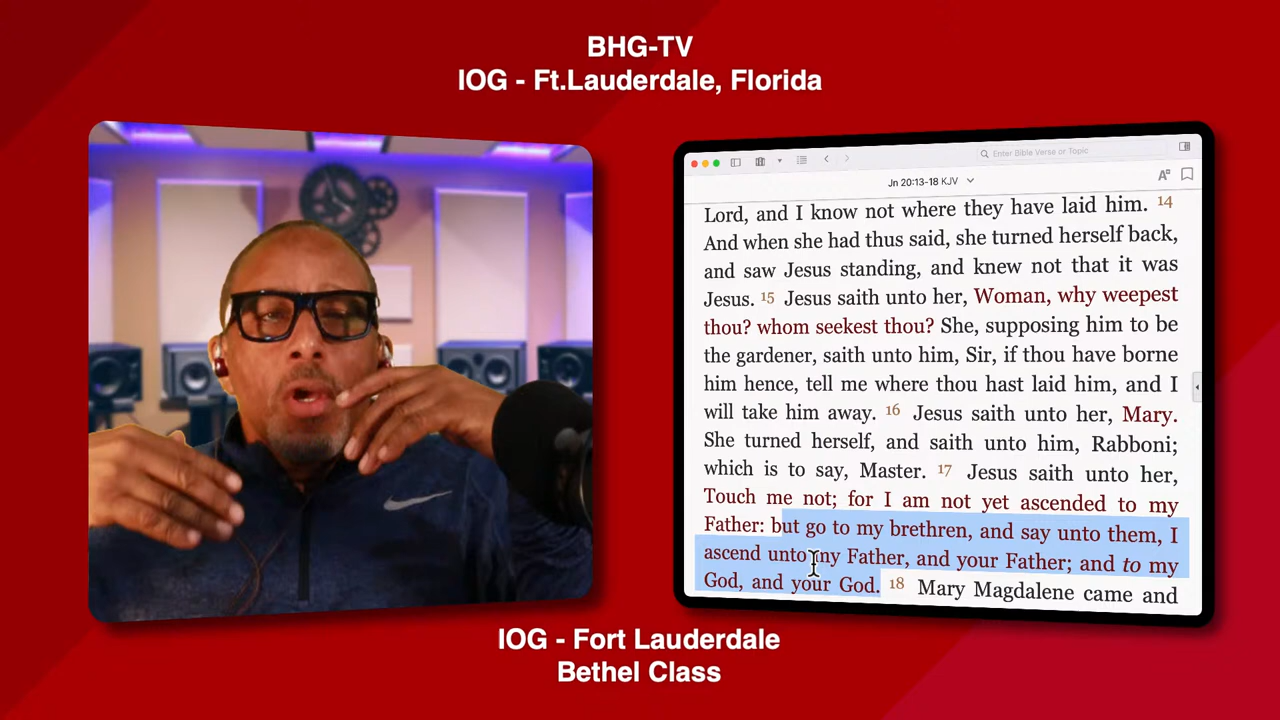 BHG-TV
IOG - Ft.Lauderdale, Florida
Enter Bible Verse or Topic
Jn 20:13-18 KJV
Lord, and I know not where they have laid him. 14
And when she had thus said, she turned herself back,
and saw Jesus standing, and knew not that it was
Jesus. 15 Jesus saith unto her, Woman, why weepest
thou? whom seekest thou? She, supposing him to be
the gardener, saith unto him, Sir, if thou have borne
him hence, tell me where thou hast laid him, and I
will take him away. 16 Jesus saith unto her, Mary.
She turned herself, and saith unto him, Rabboni;
which is to say, Master. 17 Jesus saith unto her,
Touch me not; for I am not yet ascended to my
Father: but go to my brethren, and say unto them, I
ascend unto my Father, and your Father; and to my
God, and your God. 18 Mary Magdalene came and
IOG - Fort Lauderdale
Bethel Class